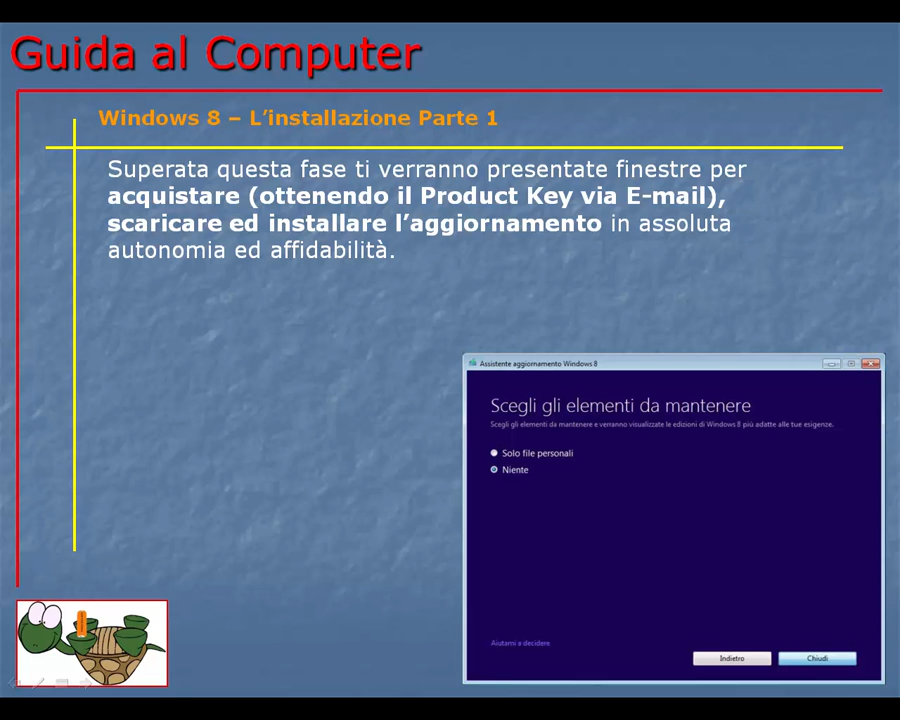 Guida al Computer
Windows 8 – L’installazione Parte 1
Superata questa fase ti verranno presentate finestre per
acquistare (ottenendo il Product Key via E-mail),
scaricare ed installare l’aggiornamento in assoluta
autonomia ed affidabilità.
Assistente aggiornamento Windows 8
Scegli gli elementi da mantenere
Scegli gli elementi da mantenere e verranno visualizzate le edizioni di Windows 8 più adatte alle tue esigenze.
Solo file personali
Niente
Aiutami a decidere
Indietro
Chiudi